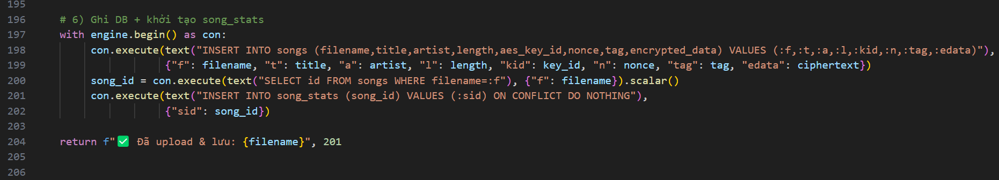 195
196 # 6) Ghi DB + khởi tạo song_stats
197 with engine.begin() as con:
198 con.execute(text("INSERT INTO songs (filename,title,artist,length,aes_key_id,nonce,tag,encrypted_data) VALUES (:f,:t,:a,:l,:kid,:n,:tag,:edata)"),
199 {"f": filename, "t": title, "a": artist, "l": length, "kid": key_id, "n": nonce, "tag": tag, "edata": ciphertext})
200 song_id = con.execute(text("SELECT id FROM songs WHERE filename=:f"), {"f": filename}).scalar()
201 con.execute(text("INSERT INTO song_stats (song_id) VALUES (:sid) ON CONFLICT DO NOTHING"),
202 {"sid": song_id})
203
204 return f"✅ Đã upload & lưu: {filename}", 201
205
206